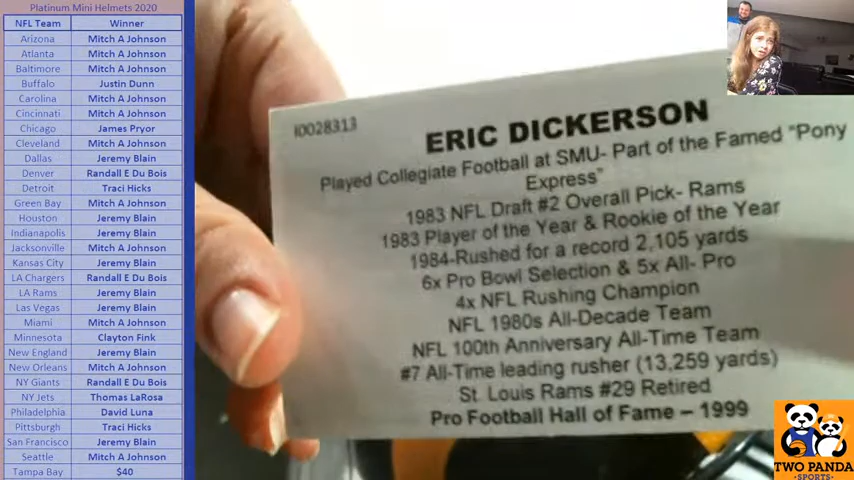 Platinum Mini Helmets 2020
NFL Team Winner
Arizona Mitch A Johnson
Atlanta Mitch A Johnson
Baltimore Mitch A Johnson
Buffalo Justin Dunn
Carolina Mitch A Johnson
Cincinnati Mitch A Johnson
Chicago James Pryor
Cleveland Mitch A Johnson
Dallas Jeremy Blain
Denver Randall E Du Bois
Detroit Traci Hicks
Green Bay Mitch A Johnson
Houston Jeremy Blain
Indianapolis Jeremy Blain
Jacksonville Mitch A Johnson
Kansas City Jeremy Blain
LA Chargers Randall E Du Bois
LA Rams Jeremy Blain
Las Vegas Jeremy Blain
Miami Mitch A Johnson
Minnesota Clayton Fink
New England Jeremy Blain
New Orleans Mitch A Johnson
NY Giants Randall E Du Bois
NY Jets Thomas LaRosa
Philadelphia David Luna
Pittsburgh Traci Hicks
San Francisco Jeremy Blain
Seattle Mitch A Johnson
Tampa Bay $40
I0028313
ERIC DICKERSON
Played Collegiate Football at SMU- Part of the Famed "Pony
Express"
1983 NFL Draft #2 Overall Pick- Rams
1983 Player of the Year & Rookie of the Year
1984-Rushed for a record 2,105 yards
6x Pro Bowl Selection & 5x All- Pro
4x NFL Rushing Champion
NFL 1980s All-Decade Team
NFL 100th Anniversary All-Time Team
#7 All-Time leading rusher (13,259 yards)
St. Louis Rams #29 Retired
Pro Football Hall of Fame – 1999
TWO PANDA
-SPORTS-